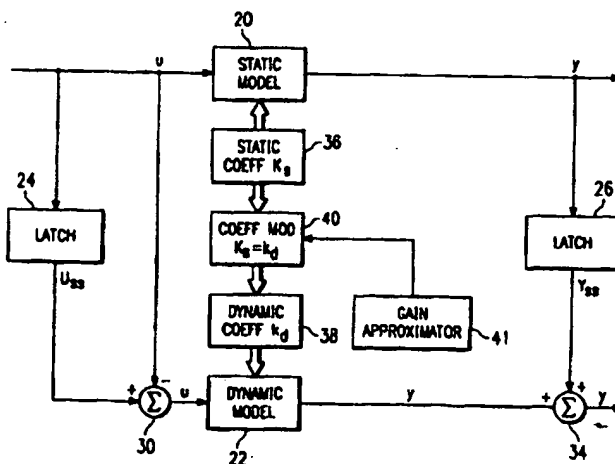 20
U
STATIC
MODEL
y
24
STATIC
COEFF Ks
36
26
LATCH
COEFF MOD
Ks=kd
40
LATCH
Uss
Yss
DYNAMIC
COEFF kd
38
GAIN
APPROXIMATOR
41
+
-
Σ
30
u
DYNAMIC
MODEL
22
y
+
+
Σ
34
y